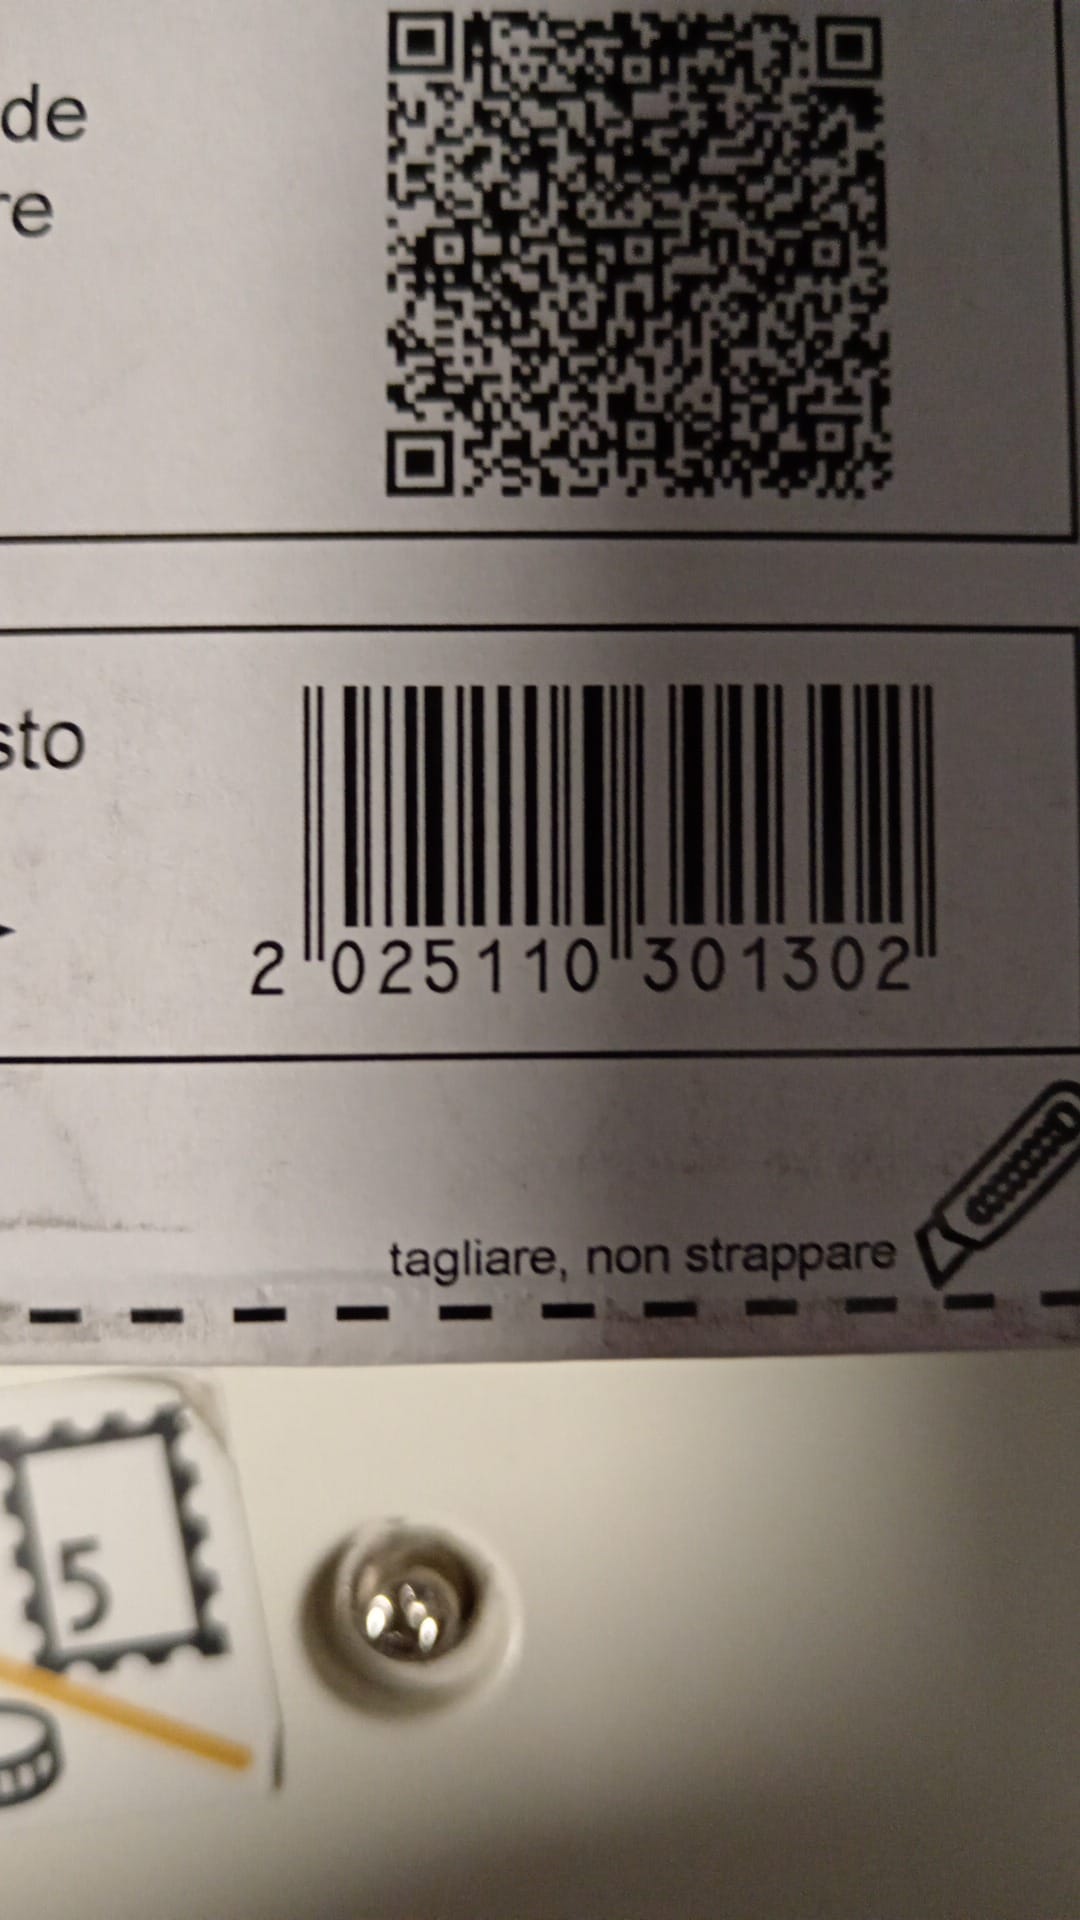 de
re
sto
2 025110 301302
tagliare, non strappare
5